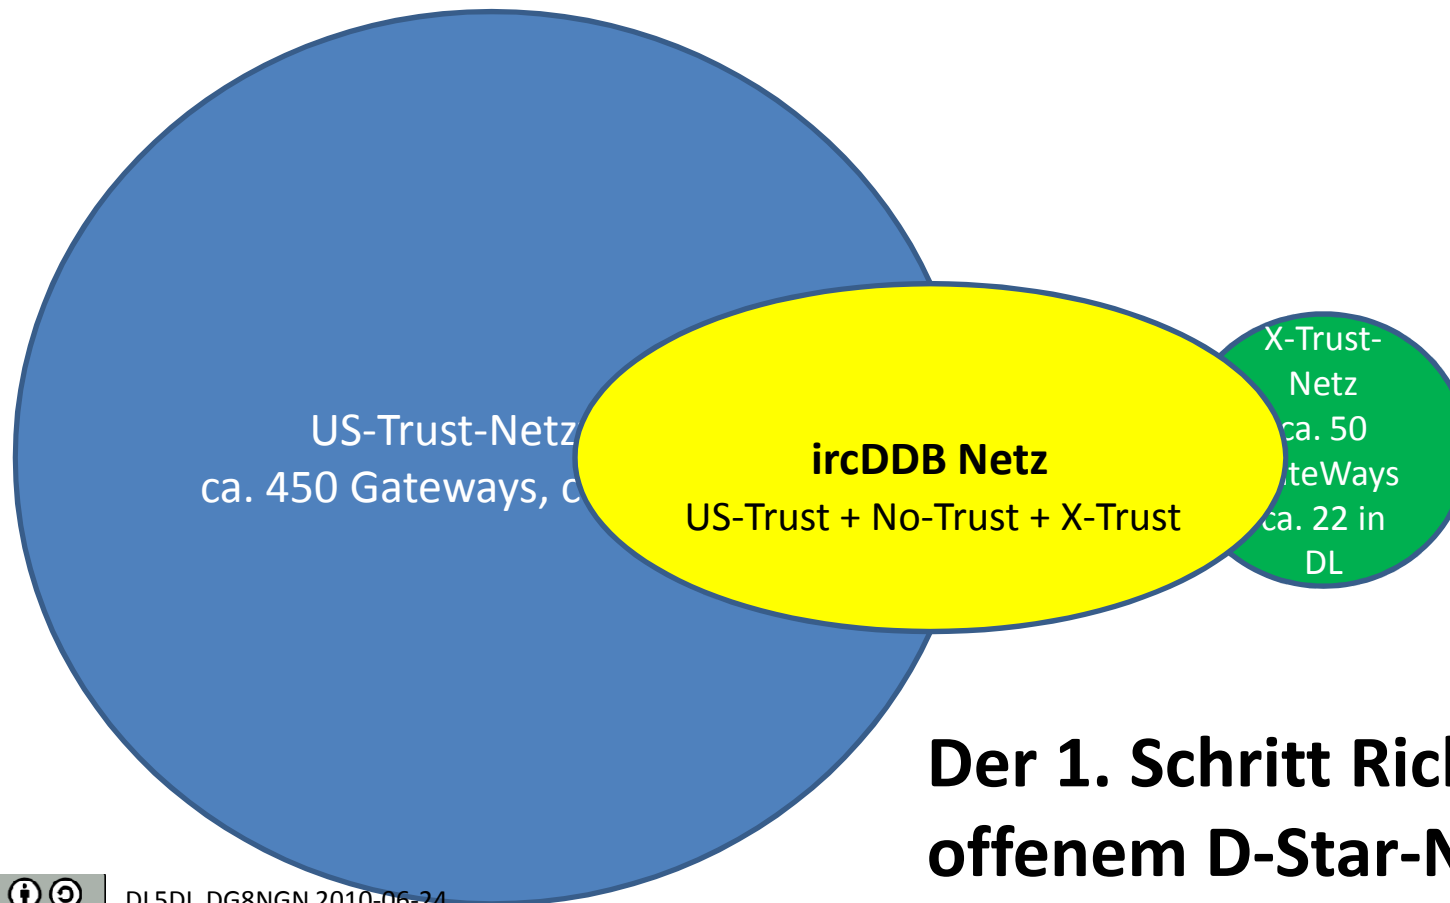 US-Trust-Netz
ca. 450 Gateways,
ircDDB Netz
US-Trust + No-Trust + X-Trust
X-Trust-
Netz
ca. 50
teWays
ca. 22 in
DL
Der 1. Schritt
offenem D-Star-N
DL5DI, DG8NGN 2010-06-24